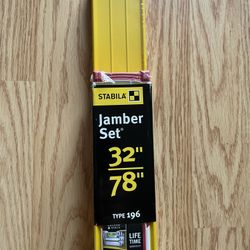 STABILA
Jamber
Set®
32"
78"
TYPE 196
LIFE
TIME